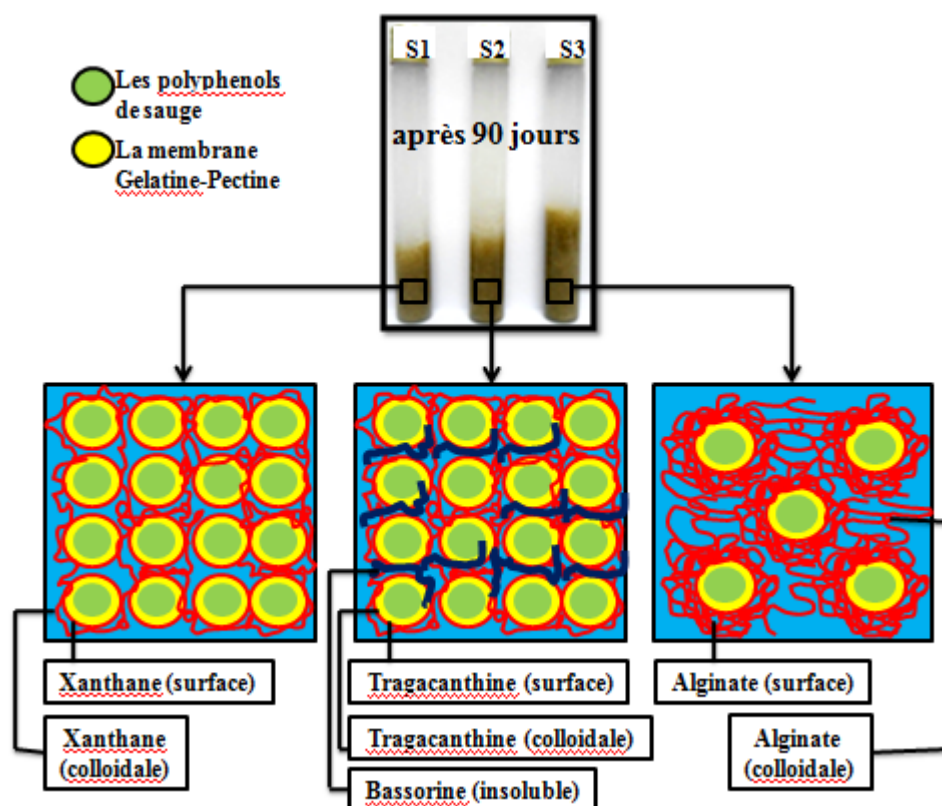 S1 S2 S3
Les polyphenols
de sauge
La membrane
Gelatine-Pectine
après 90 jours
Xanthane (surface)
Tragacanthine (surface)
Alginate (surface)
Xanthane
(colloidale)
Tragacanthine (colloidale)
Alginate
(colloidale)
Bassorine (insoluble)